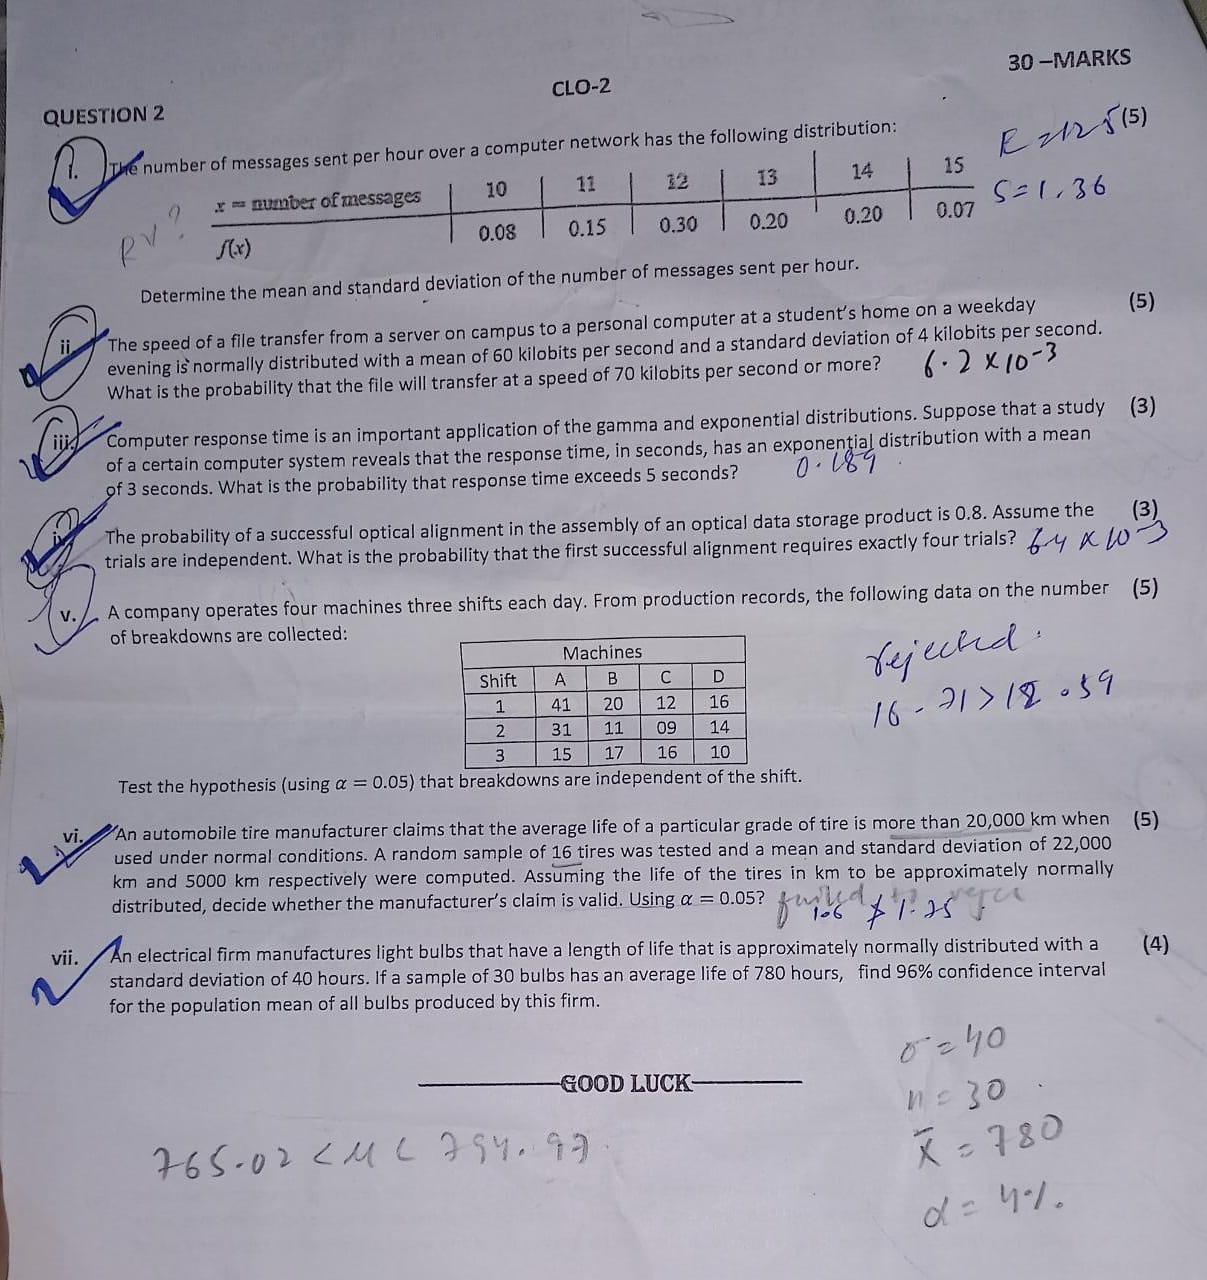 30 –MARKS
CLO-2
QUESTION 2
i. The number of messages sent per hour over a computer network has the following distribution: (5)
E = 12.5
x = number of messages 10 11 12 13 14 15
S = 1.36
RV?
f(x) 0.08 0.15 0.30 0.20 0.20 0.07
Determine the mean and standard deviation of the number of messages sent per hour.
ii. The speed of a file transfer from a server on campus to a personal computer at a student's home on a weekday (5)
evening is normally distributed with a mean of 60 kilobits per second and a standard deviation of 4 kilobits per second.
What is the probability that the file will transfer at a speed of 70 kilobits per second or more? 6.2 x 10-3
iii. Computer response time is an important application of the gamma and exponential distributions. Suppose that a study (3)
of a certain computer system reveals that the response time, in seconds, has an exponential distribution with a mean
of 3 seconds. What is the probability that response time exceeds 5 seconds? 0.189
iv. The probability of a successful optical alignment in the assembly of an optical data storage product is 0.8. Assume the (3)
trials are independent. What is the probability that the first successful alignment requires exactly four trials? 64 x 10-3
v. A company operates four machines three shifts each day. From production records, the following data on the number (5)
of breakdowns are collected:
Machines
Shift A B C D
1 41 20 12 16
2 31 11 09 14
3 15 17 16 10
rejected.
> 12.59
Test the hypothesis (using α = 0.05) that breakdowns are independent of the shift.
vi. An automobile tire manufacturer claims that the average life of a particular grade of tire is more than 20,000 km when (5)
used under normal conditions. A random sample of 16 tires was tested and a mean and standard deviation of 22,000
km and 5000 km respectively were computed. Assuming the life of the tires in km to be approximately normally
distributed, decide whether the manufacturer's claim is valid. Using α = 0.05? failed to
1.6 1.75
vii. An electrical firm manufactures light bulbs that have a length of life that is approximately normally distributed with a (4)
standard deviation of 40 hours. If a sample of 30 bulbs has an average life of 780 hours, find 96% confidence interval
for the population mean of all bulbs produced by this firm.
σ = 40
GOOD LUCK
n = 30
x̄ = 780
765.02 < M < 794.97
α = 4%.